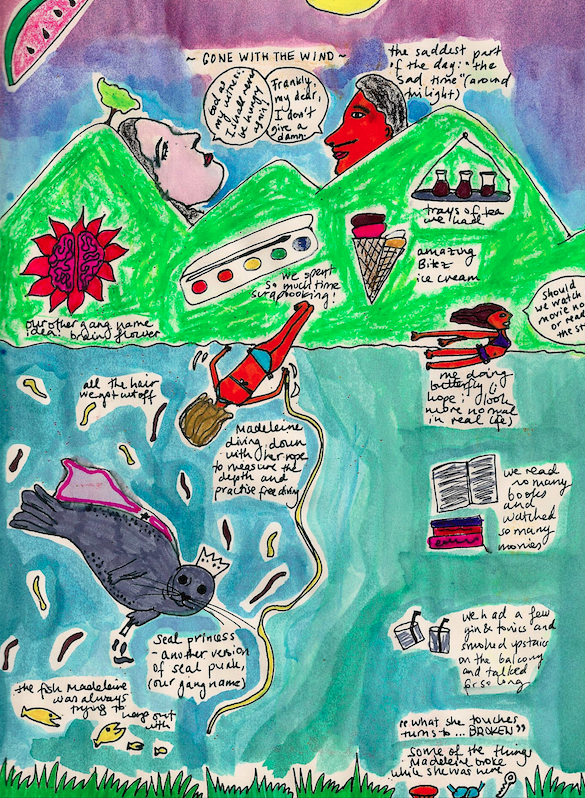 ~ GONE WITH THE WIND ~
God as
my witness,
I shall never
be hungry
again!
Frankly,
my dear,
I don't
give a
damn.
the saddest part
of the day: "the
sad time" (around
twilight)
trays of tea
we had
amazing
Bitez
ice cream
we spent
so much time
scrapbooking!
our other gang name
idea: brain flower
Should
we watch
movie no
or read
the s
me doing
butterfly (i
hope i look
more normal
in real life)
all the hair
we got cut off
Madeleine
diving down
with her rope
to measure the
depth and
practise free diving
we read
so many
books
and
watched
so many
movies
Seal princess
- another version
of seal punk,
(our gang name)
we had a few
gin & tonics and
smoked upstairs
on the balcony
and talked
for so long
the fish Madeleine
was always
trying to hang out
with
"what she touches
turns to ... BROKEN"
some of the things
Madeleine broke
while she was here